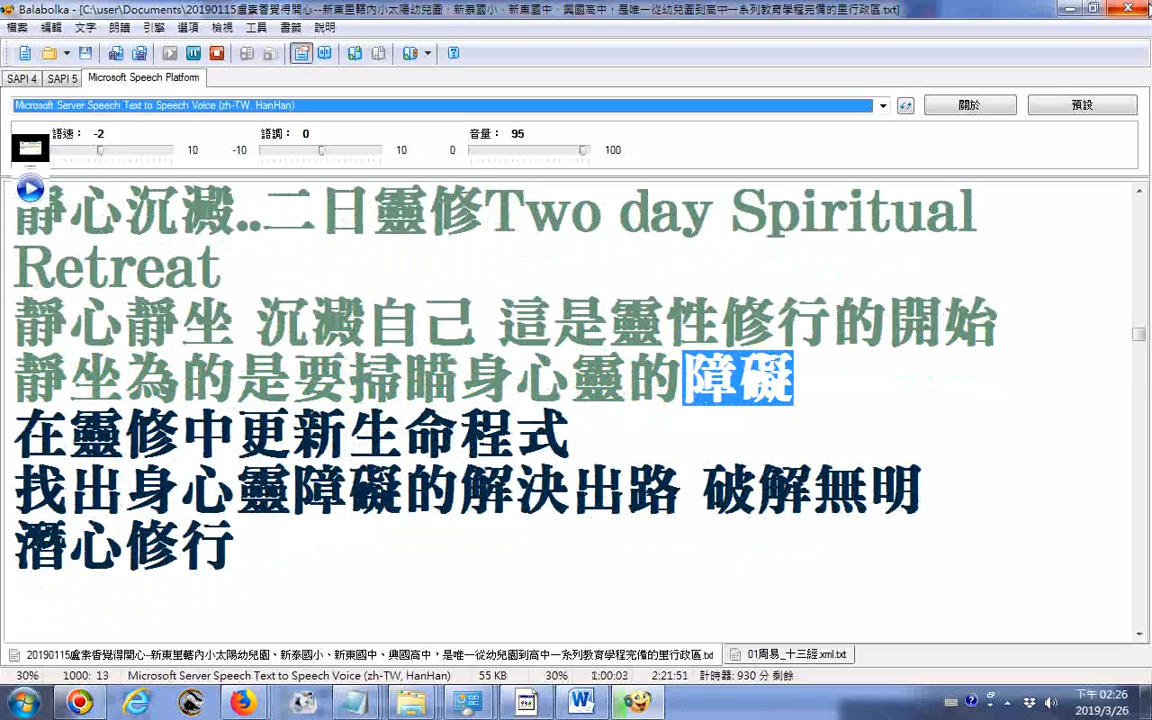 Balabolka - [C:\user\Documents\20190115盧素香覺得開心--新東里轄內小太陽幼兒園、新泰國小、新東國中、興國高中，是唯一從幼兒園到高中一系列教育學程完備的里行政區.txt]
檔案 編輯 文字 朗讀 引擎 選項 檢視 工具 書籤 說明
SAPI 4 SAPI 5 Microsoft Speech Platform
Microsoft Server Speech Text to Speech Voice (zh-TW, HanHan) 關於 預設
語速： -2 語調： 0 音量： 95
10 -10 10 0 100
靜心沉澱..二日靈修Two day Spiritual
Retreat
靜心靜坐 沉澱自己 這是靈性修行的開始
靜坐為的是要掃瞄身心靈的障礙
在靈修中更新生命程式
找出身心靈障礙的解決出路 破解無明
潛心修行
20190115盧素香覺得開心--新東里轄內小太陽幼兒園、新泰國小、新東國中、興國高中，是唯一從幼兒園到高中一系列教育學程完備的里行政區.txt 01周易_十三經.xml.txt
30% 1000: 13 Microsoft Server Speech Text to Speech Voice (zh-TW, HanHan) 55 KB 30% 1:00:03 2:21:51 計時器: 930 分 剩餘
下午 02:26
2019/3/26